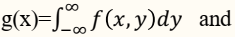 g(x)=∫_{-∞}^{∞} f(x,y)dy and